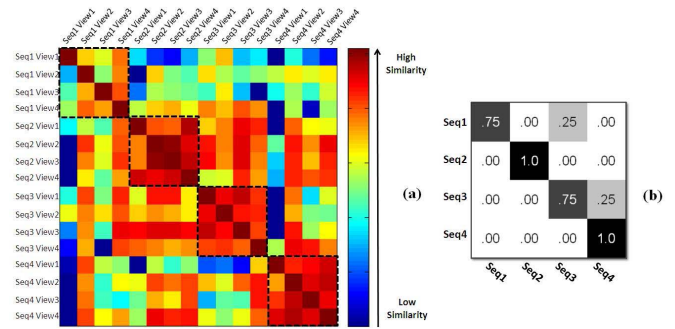 Seq1 View1
Seq1 View2
Seq1 View3
Seq1 View4
Seq2 View1
Seq2 View2
Seq2 View3
Seq2 View4
Seq3 View1
Seq3 View2
Seq3 View3
Seq3 View4
Seq4 View1
Seq4 View2
Seq4 View3
Seq4 View4
Seq1 View1
Seq1 View2
Seq1 View3
Seq1 View4
Seq2 View1
Seq2 View2
Seq2 View3
Seq2 View4
Seq3 View1
Seq3 View2
Seq3 View3
Seq3 View4
Seq4 View1
Seq4 View2
Seq4 View3
Seq4 View4
High
Similarity
(a)
Low
Similarity
Seq1 .75 .00 .25 .00
Seq2 .00 1.0 .00 .00
Seq3 .00 .00 .75 .25
Seq4 .00 .00 .00 1.0
Seq1 Seq2 Seq3 Seq4
(b)